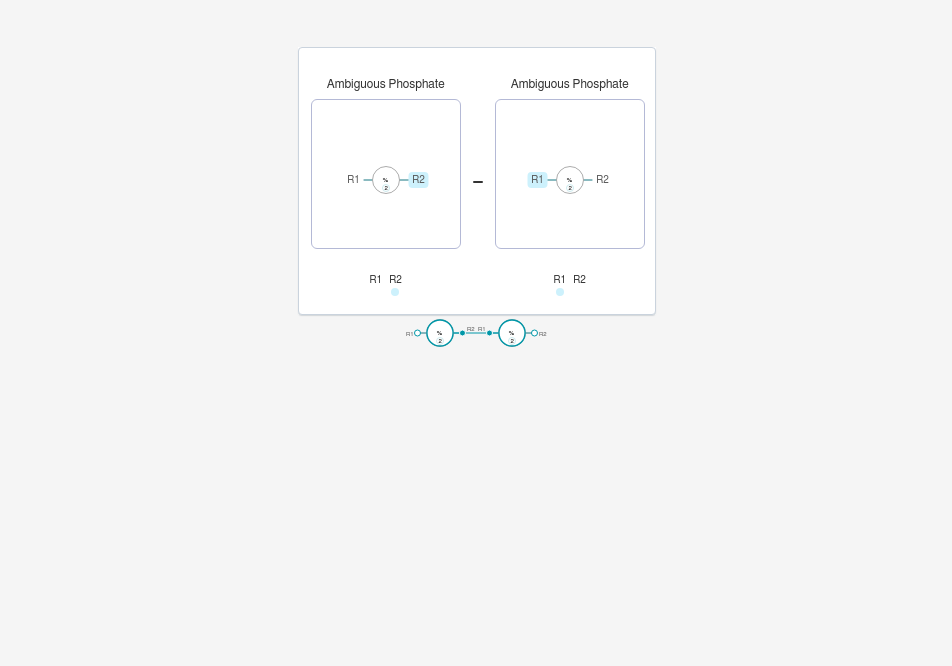 Ambiguous Phosphate Ambiguous Phosphate
R1 % 2 R2 – R1 % 2 R2
R1 R2 R1 R2
R1 % 2 R2 R1 % 2 R2